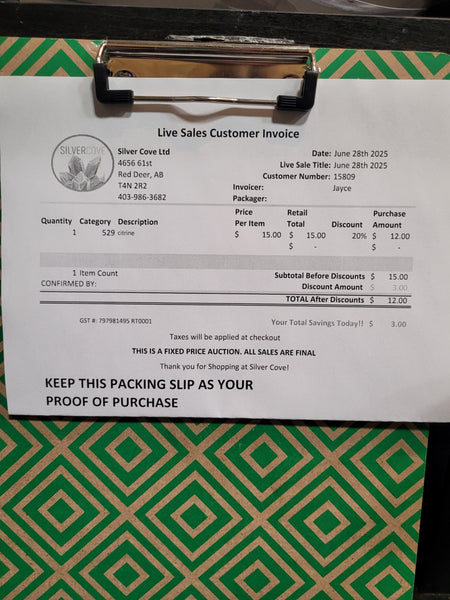 Live Sales Customer Invoice
SILVERCOVE
Silver Cove Ltd
4656 61st
Red Deer, AB
T4N 2R2
403-986-3682
Date: June 28th 2025
Live Sale Title: June 28th 2025
Customer Number: 15809
Invoicer: Jayce
Packager:
Quantity Category Description Price Per Item Retail Total Discount Purchase Amount
1 529 citrine $ 15.00 $ 15.00 20% $ 12.00
$ - $ -
1 Item Count Subtotal Before Discounts $ 15.00
CONFIRMED BY: Discount Amount $ 3.00
TOTAL After Discounts $ 12.00
GST #: 797981495 RT0001 Your Total Savings Today!! $ 3.00
Taxes will be applied at checkout
THIS IS A FIXED PRICE AUCTION. ALL SALES ARE FINAL
Thank you for Shopping at Silver Cove!
KEEP THIS PACKING SLIP AS YOUR
PROOF OF PURCHASE